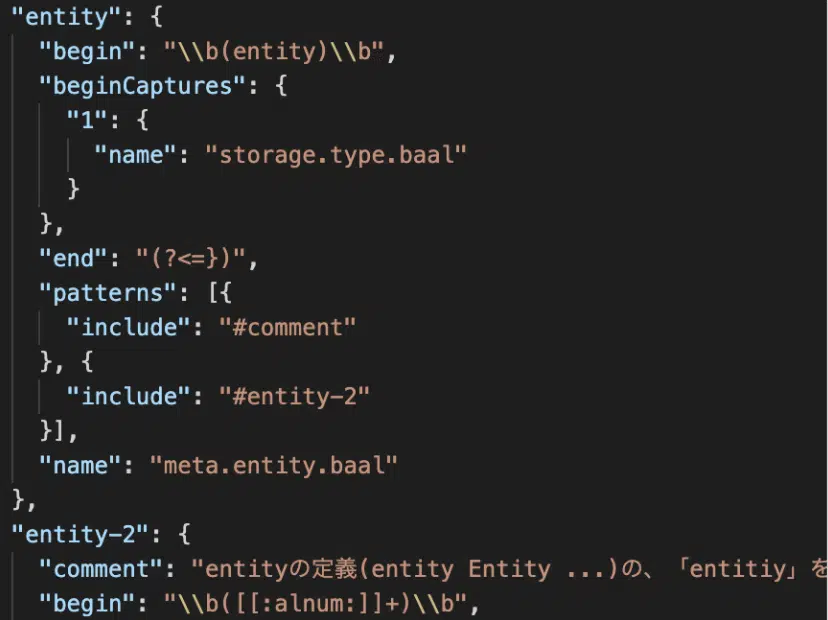 "entity": {
"begin": "\\b(entity)\\b",
"beginCaptures": {
"1": {
"name": "storage.type.baal"
}
},
"end": "(?<=})",
"patterns": [{
"include": "#comment"
}, {
"include": "#entity-2"
}],
"name": "meta.entity.baal"
},
"entity-2": {
"comment": "entityの定義(entity Entity ...)の、「entitiy」を
"begin": "\\b([[:alnum:]]+)\\b",